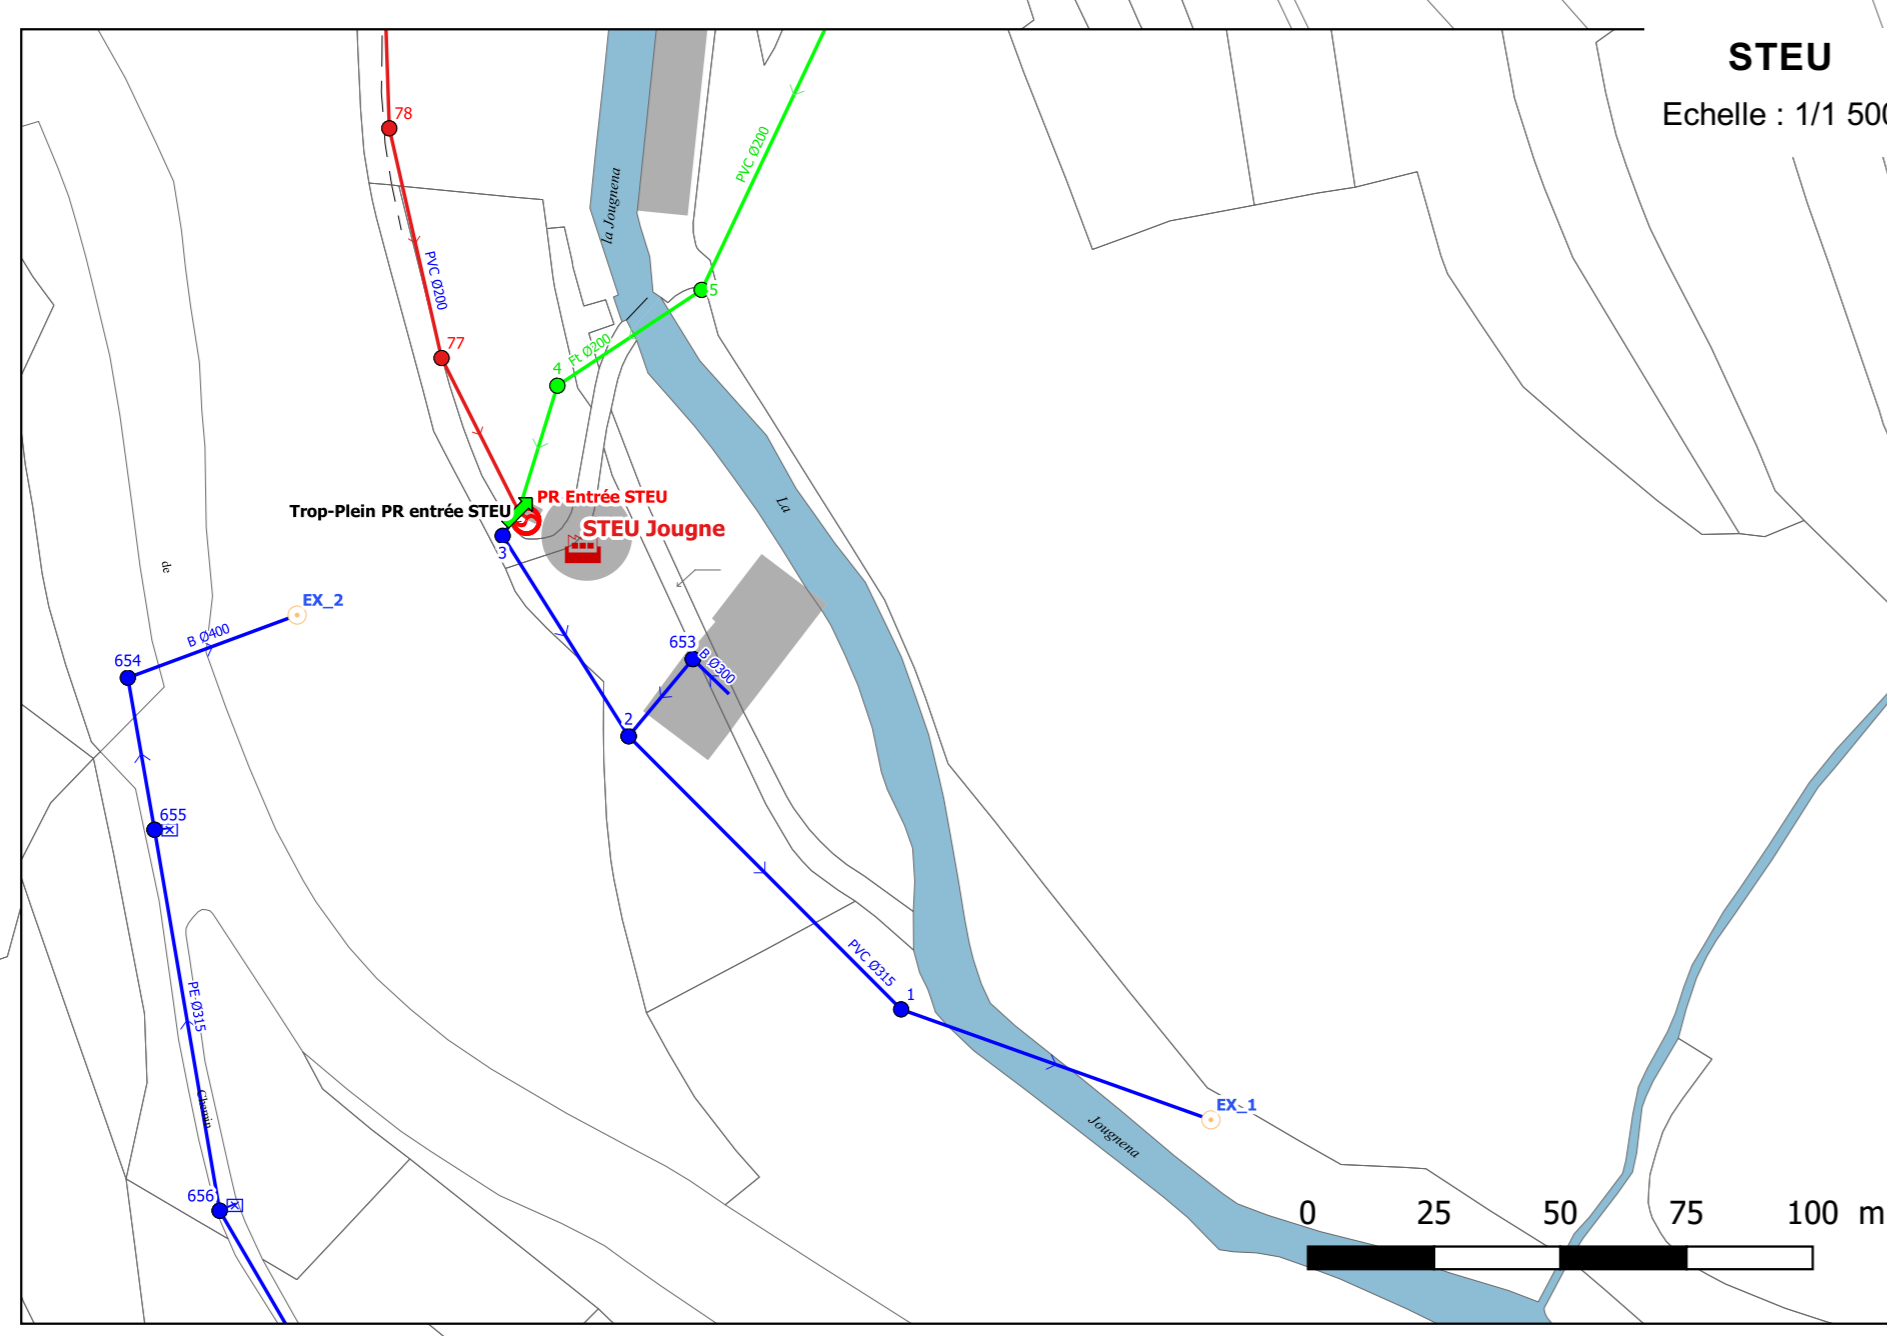 STEU
Echelle : 1/1 500
78
PVC Ø200
la Jougnena
PVC Ø200
5
77
Ft Ø200
4
PR Entrée STEU
Trop-Plein PR entrée STEU
STEU Jougne
3
La
de
EX_2
B Ø400
653
B Ø300
654
2
655
PVC Ø315
1
PE Ø315
Chemin
EX_1
Jougnena
656
0 25 50 75 100 m